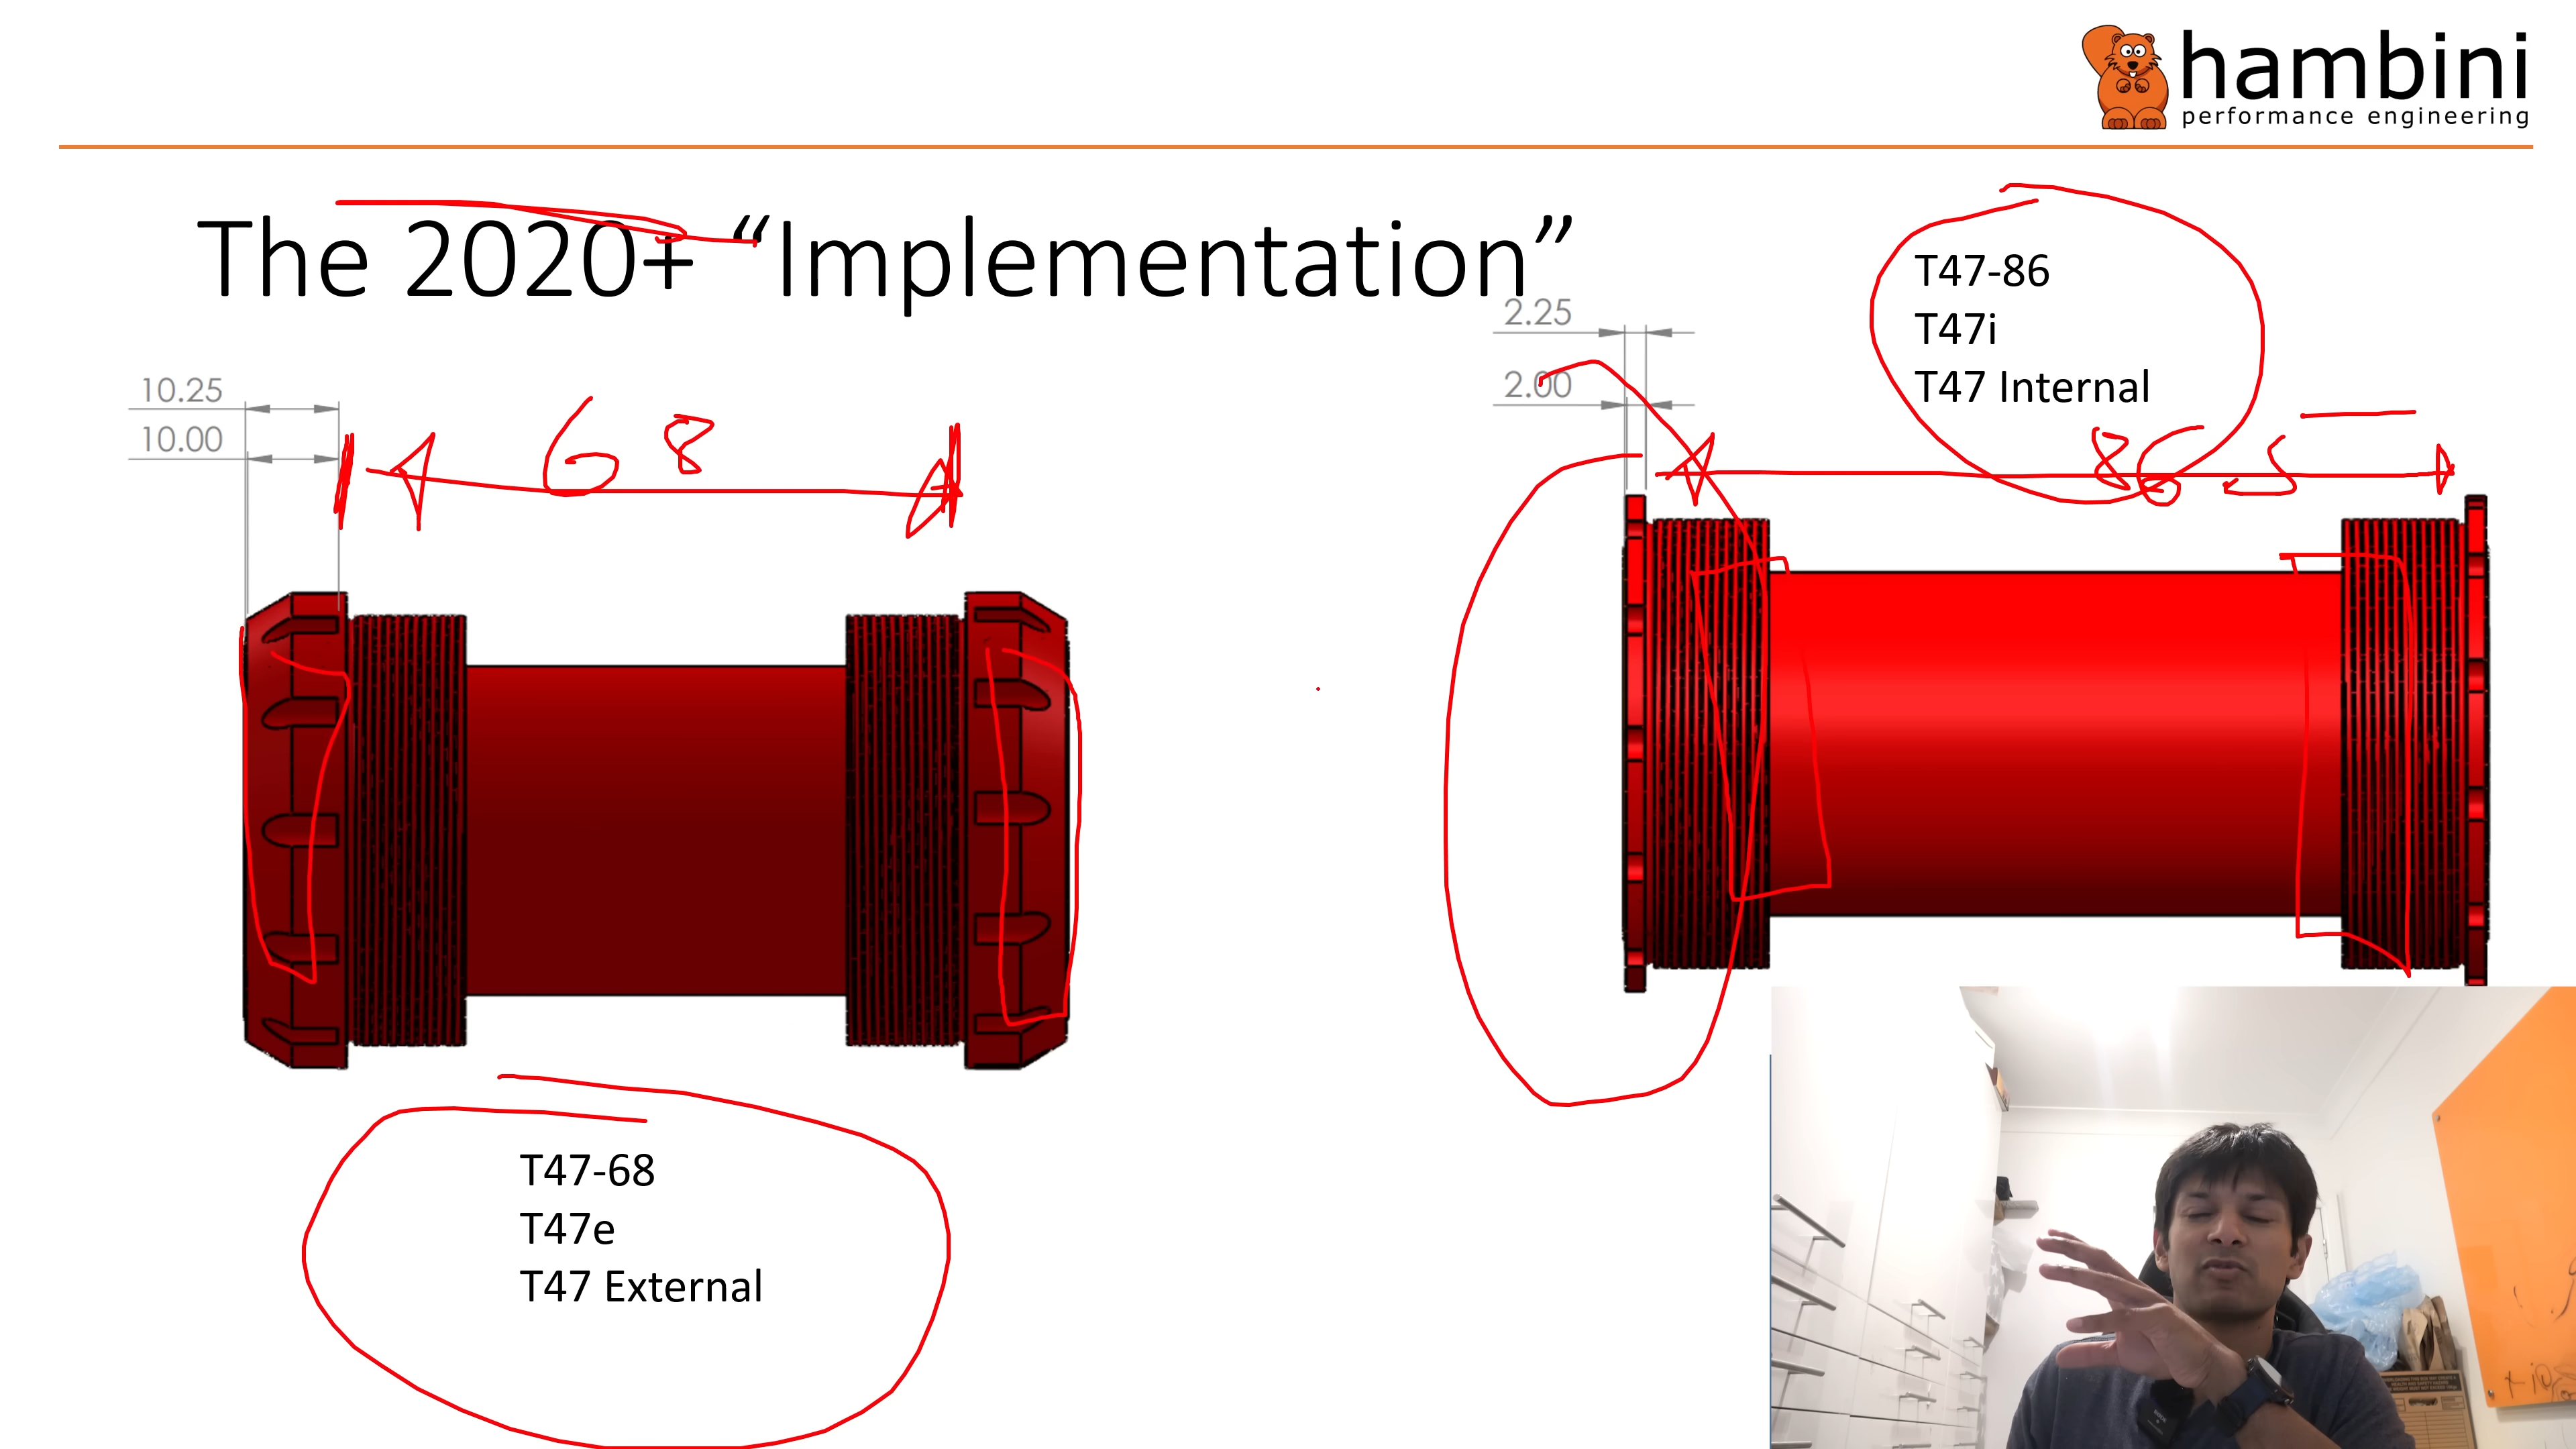 hambini
performance engineering
The 2020+ “Implementation”
T47-86
T47i
T47 Internal
2.25
2.00
86.5
10.25
10.00
68
T47-68
T47e
T47 External